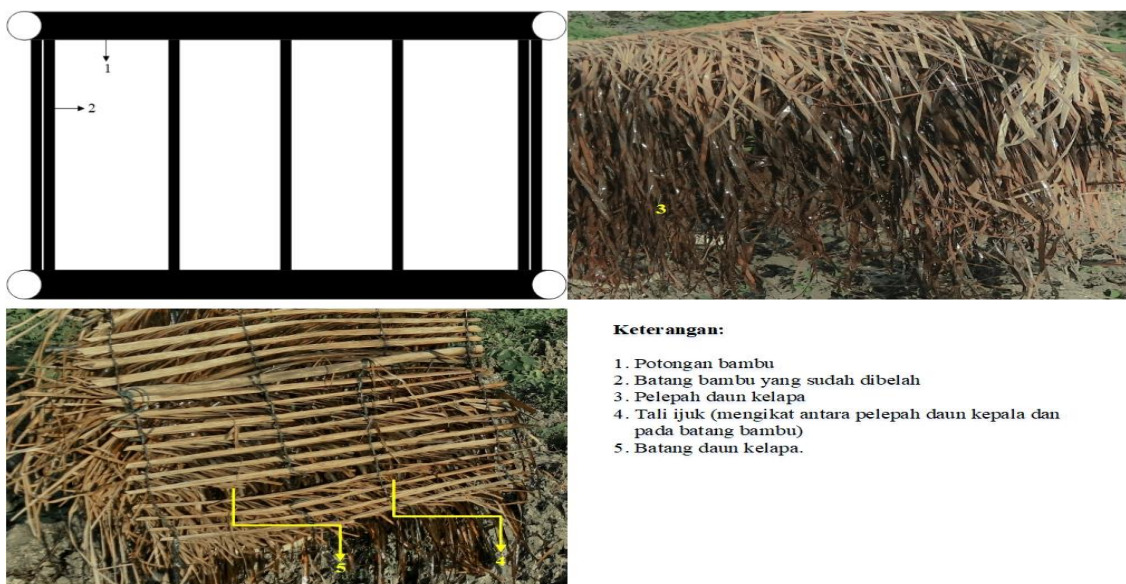 1
2
3
5
4
Keterangan:
1. Potongan bambu
2. Batang bambu yang sudah dibelah
3. Pelepah daun kelapa
4. Tali ijuk (mengikat antara pelepah daun kepala dan
pada batang bambu)
5. Batang daun kelapa.